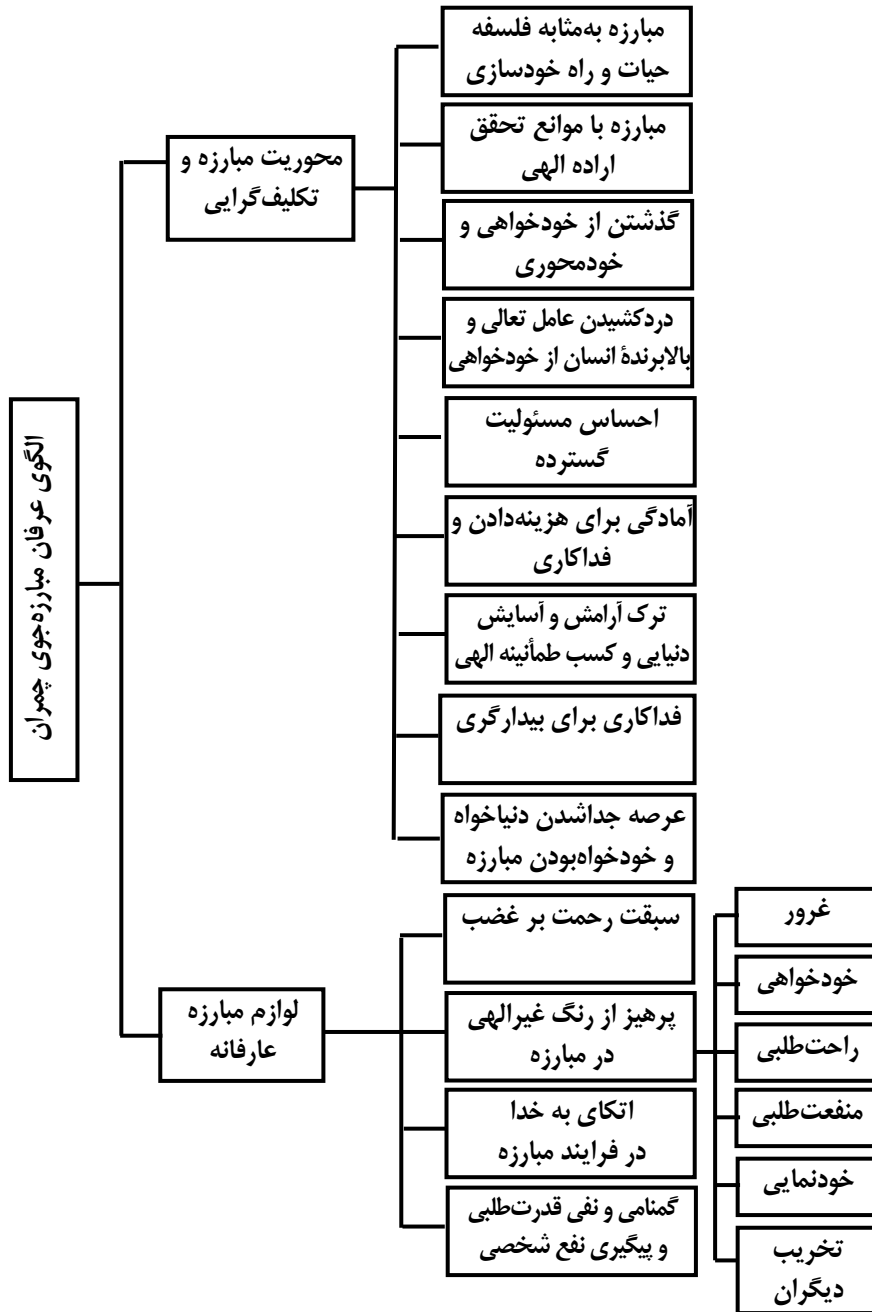 الگوی عرفان مبارزه‌جوی چمران
محوریت مبارزه و
تکلیف‌گرایی
مبارزه به‌مثابه فلسفه
حیات و راه خودسازی
مبارزه با موانع تحقق
اراده الهی
گذشتن از خودخواهی و
خودمحوری
دردکشیدن عامل تعالی و
بالابرندهٔ انسان از خودخواهی
احساس مسئولیت
گسترده
آمادگی برای هزینه‌دادن و
فداکاری
ترک آرامش و آسایش
دنیایی و کسب طمأنینه الهی
فداکاری برای بیدارگری
عرصه جداشدن دنیاخواه
و خودخواه‌بودن مبارزه
لوازم مبارزه
عارفانه
سبقت رحمت بر غضب
پرهیز از رنگ غیرالهی
در مبارزه
غرور
خودخواهی
راحت‌طلبی
منفعت‌طلبی
خودنمایی
تخریب
دیگران
اتکای به خدا
در فرایند مبارزه
گمنامی و نفی قدرت‌طلبی
و پیگیری نفع شخصی